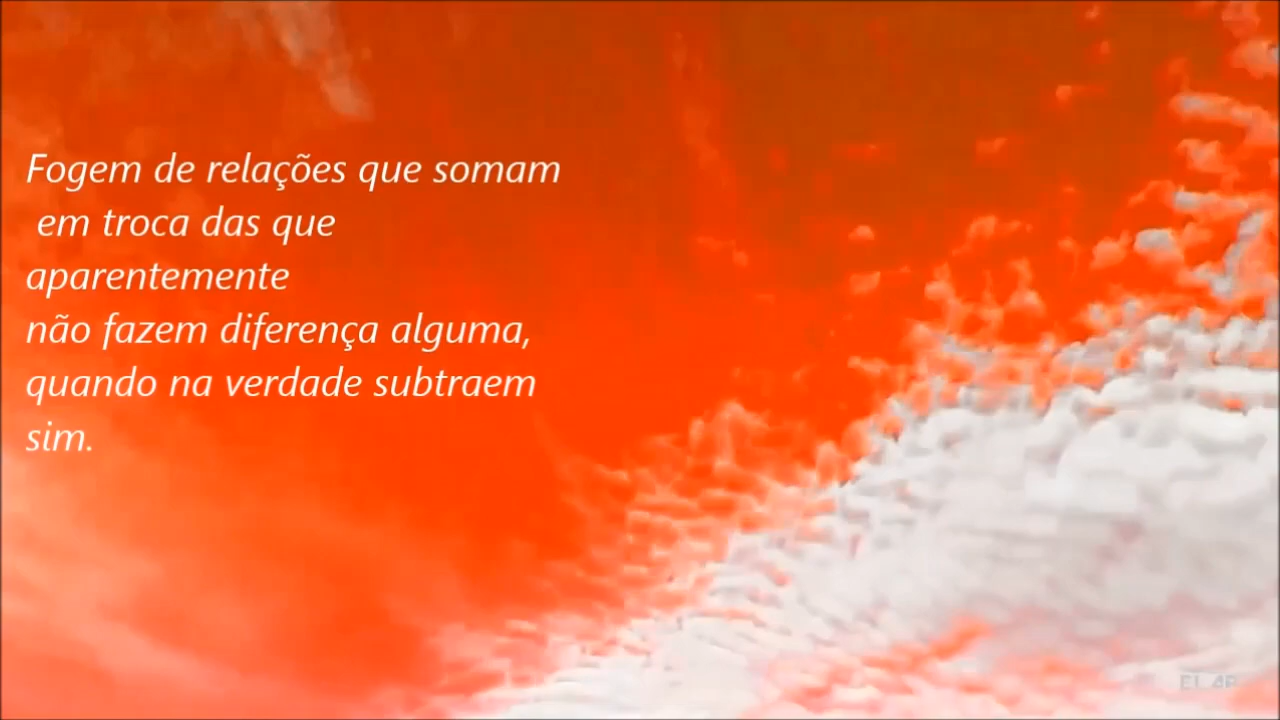 Fogem de relações que somam
em troca das que
aparentemente
não fazem diferença alguma,
quando na verdade subtraem
sim.